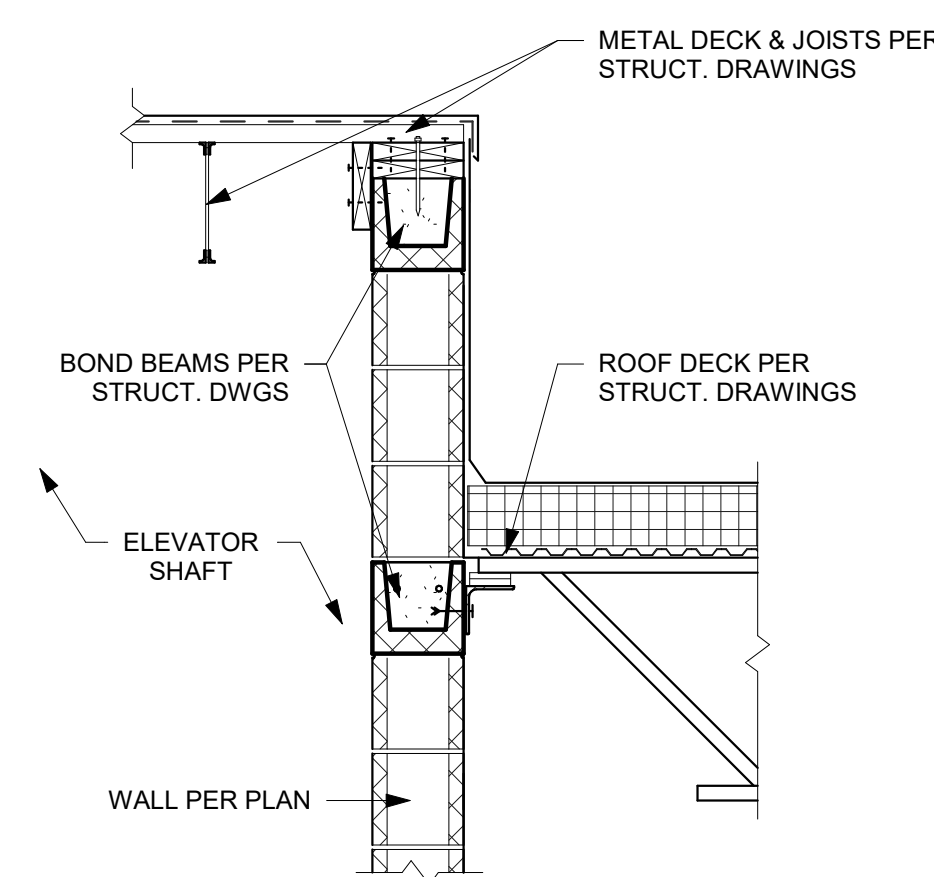 METAL DECK & JOISTS PER
STRUCT. DRAWINGS
BOND BEAMS PER
STRUCT. DWGS
ROOF DECK PER
STRUCT. DRAWINGS
ELEVATOR
SHAFT
WALL PER PLAN